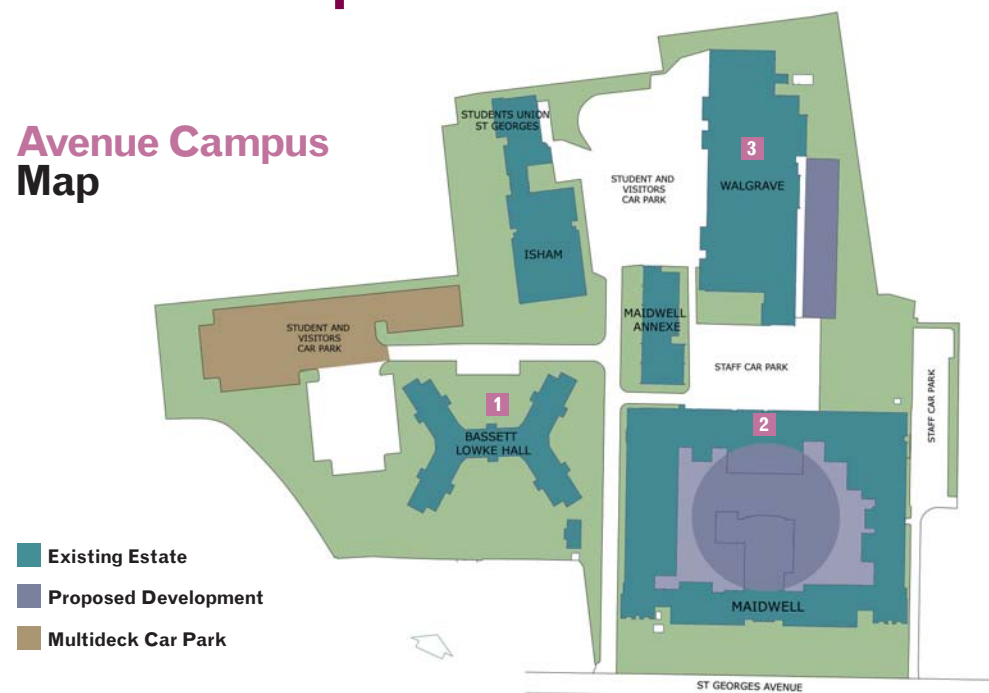 Avenue Campus
Map
STUDENTS UNION
ST GEORGES
3
WALGRAVE
STUDENT AND
VISITORS
CAR PARK
ISHAM
MAIDWELL
ANNEXE
STUDENT AND
VISITORS
CAR PARK
STAFF CAR PARK
STAFF CAR PARK
1
BASSETT
LOWKE HALL
2
MAIDWELL
Existing Estate
Proposed Development
Multideck Car Park
ST GEORGES AVENUE